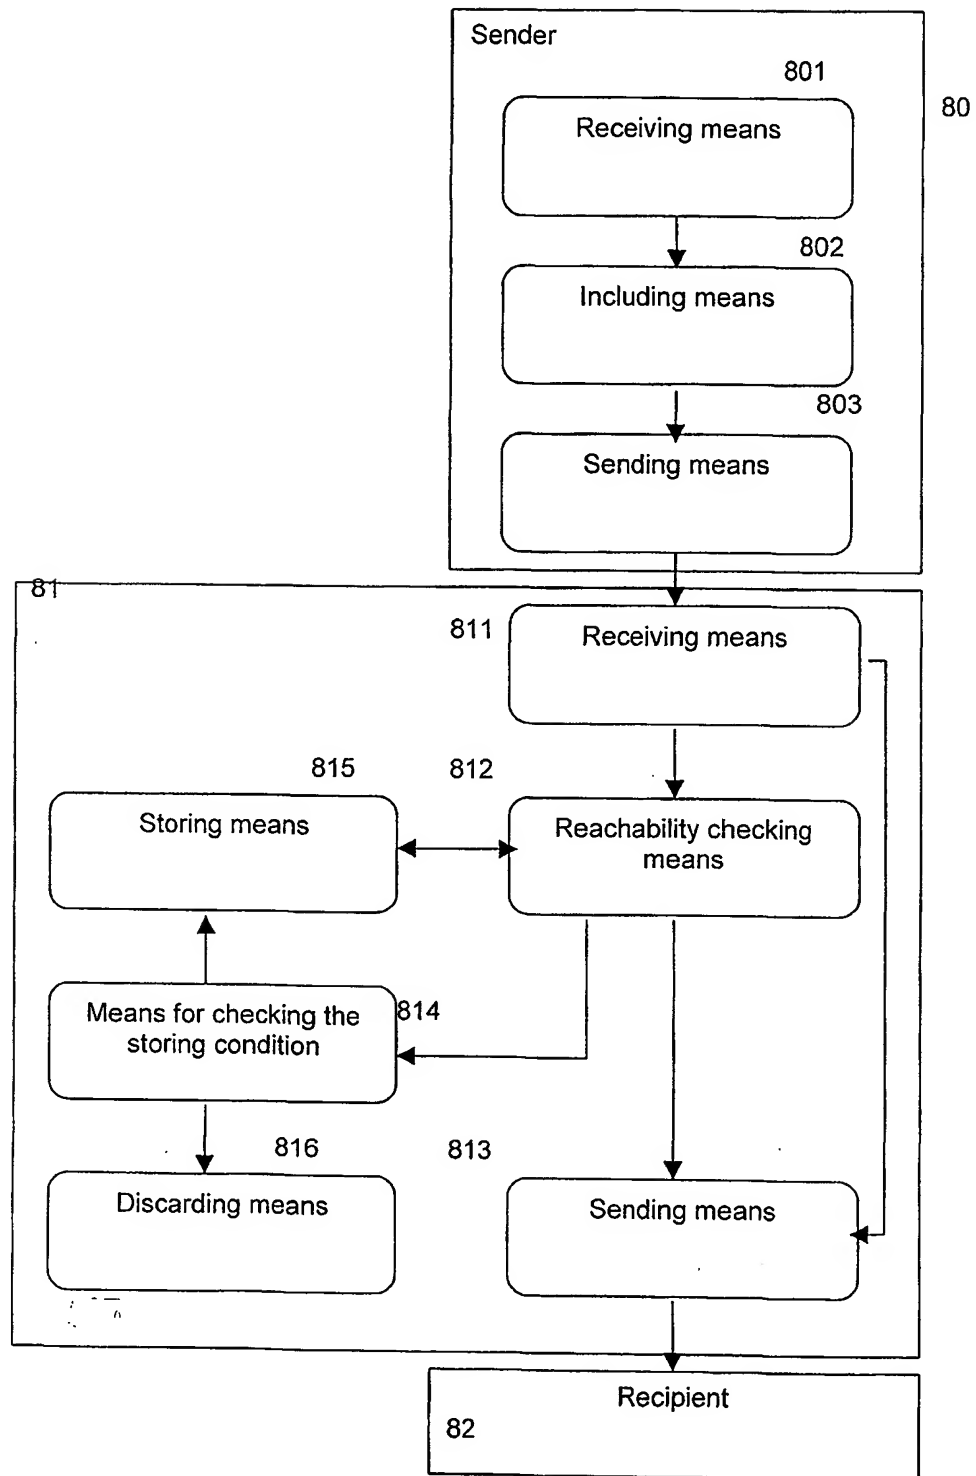 Sender
801
80
Receiving means
802
Including means
803
Sending means
81
811
Receiving means
815
812
Storing means
Reachability checking
means
814
Means for checking the
storing condition
816
813
Discarding means
Sending means
Recipient
82